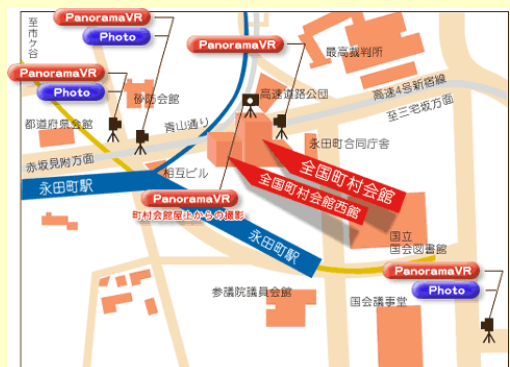 至市ケ谷
PanoramaVR
Photo
PanoramaVR
Photo
PanoramaVR
最高裁判所
砂防会館
高速道路公団
高速4号新宿線
至三宅坂方面
都道府県会館
青山通り
永田町合同庁舎
赤坂見附方面
相互ビル
全国町村会館
全国町村会館西館
永田町駅
PanoramaVR
町村会館屋上からの撮影
永田町駅
国立
国会図書館
PanoramaVR
Photo
参議院議員会館
国会議事堂